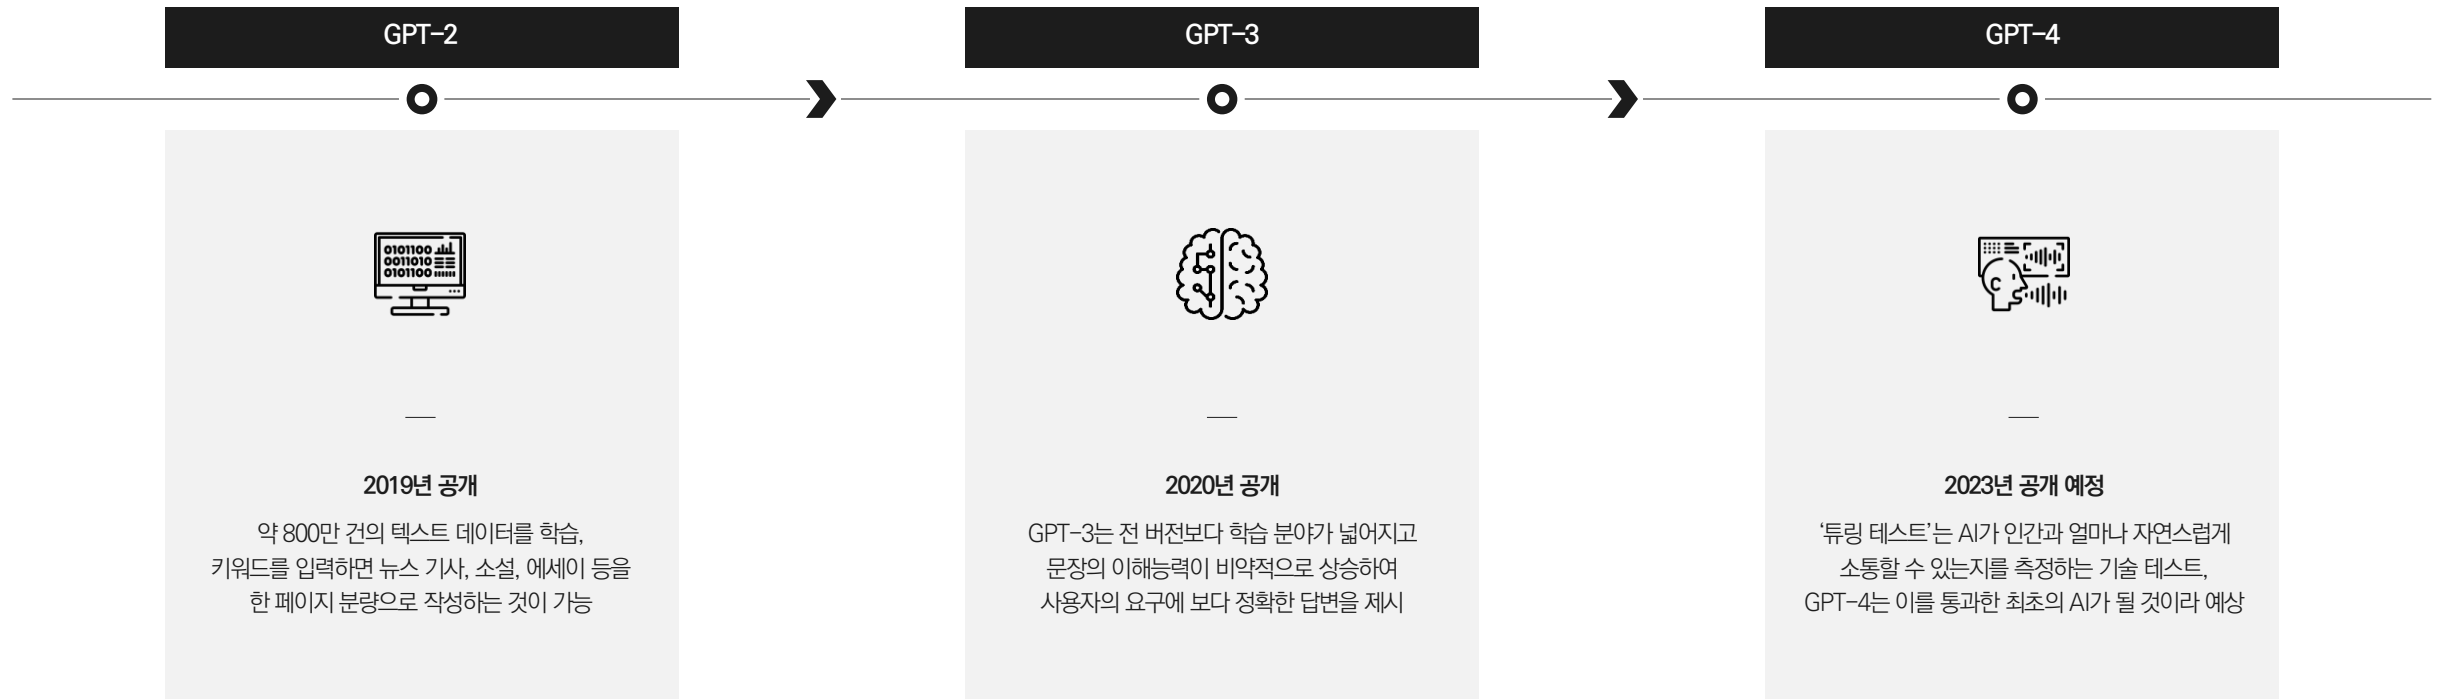 GPT-2
GPT-3
GPT-4
0101100
0011010
0101100
C
2019년 공개
약 800만 건의 텍스트 데이터를 학습,
키워드를 입력하면 뉴스 기사, 소설, 에세이 등을
한 페이지 분량으로 작성하는 것이 가능
2020년 공개
GPT-3는 전 버전보다 학습 분야가 넓어지고
문장의 이해능력이 비약적으로 상승하여
사용자의 요구에 보다 정확한 답변을 제시
2023년 공개 예정
‘튜링 테스트’는 AI가 인간과 얼마나 자연스럽게
소통할 수 있는지를 측정하는 기술 테스트,
GPT-4는 이를 통과한 최초의 AI가 될 것이라 예상